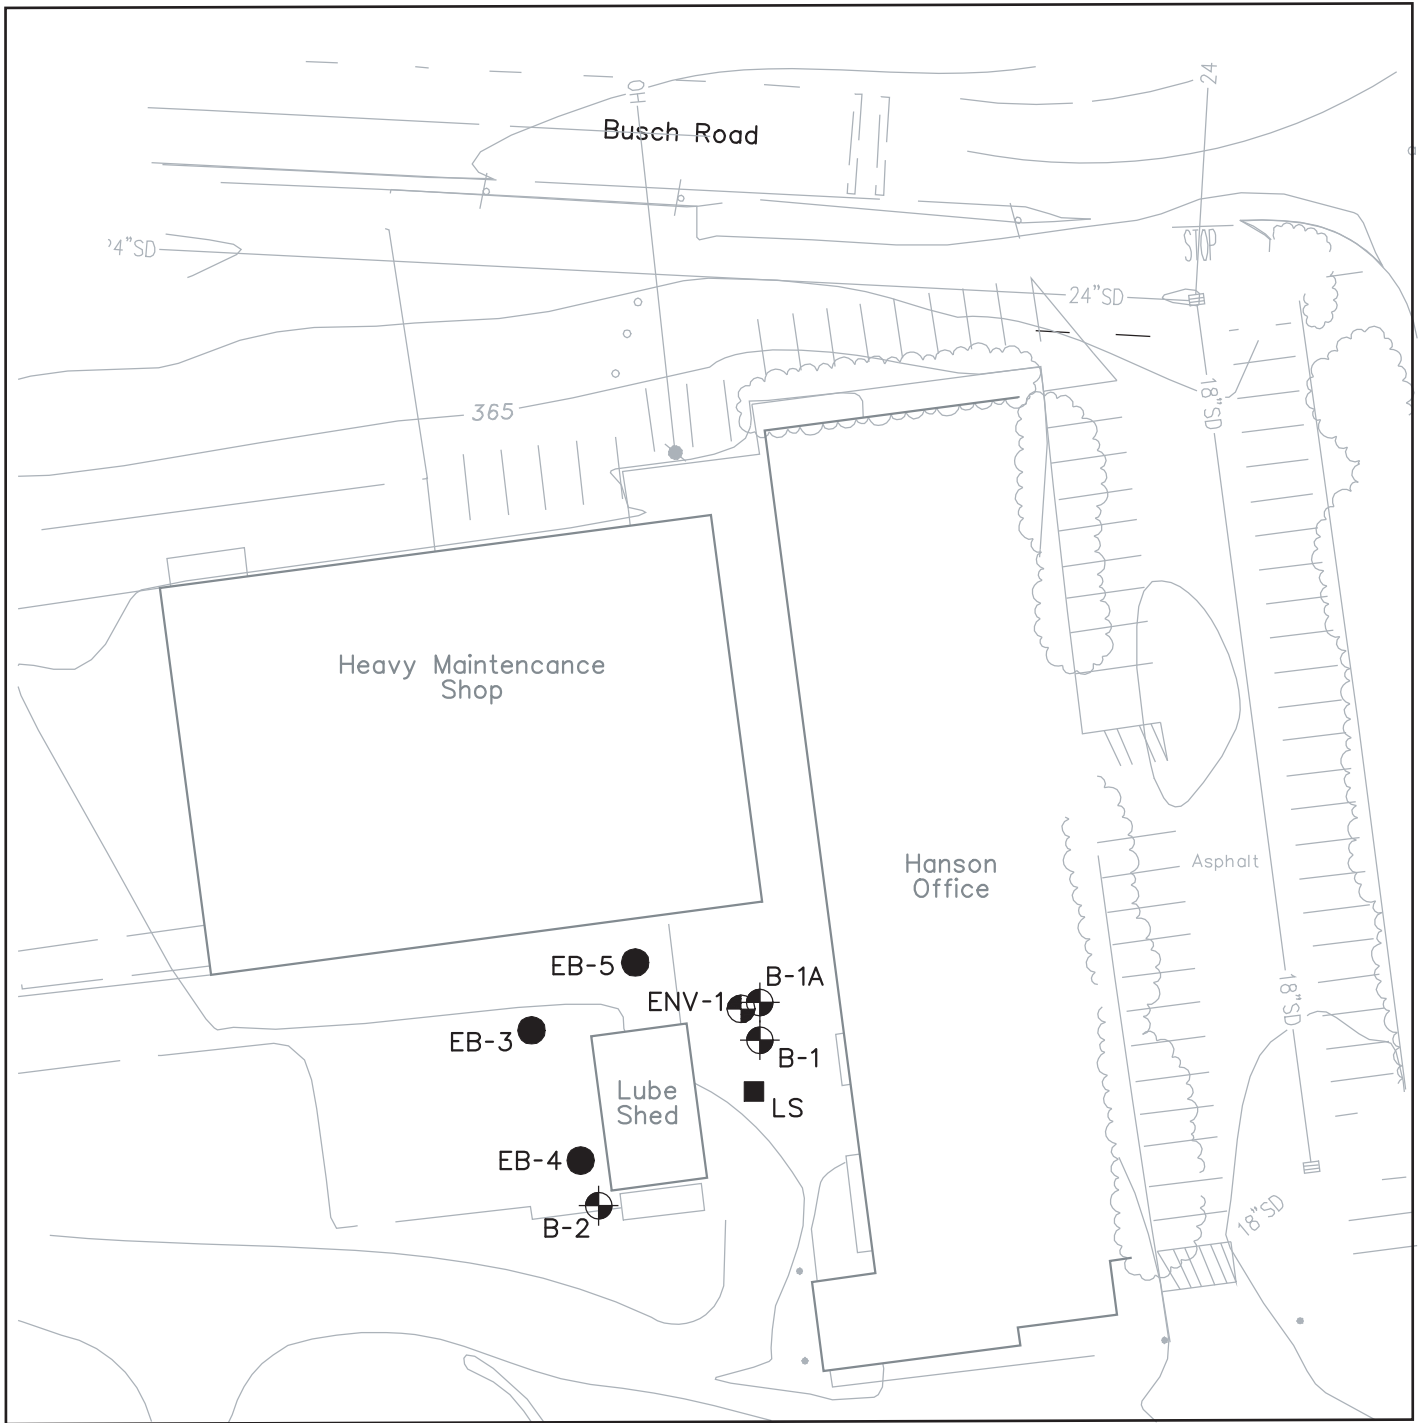 24
OH
Busch Road
STOP
'4"SD
24"SD
18"SD
365
Heavy Maintencance
Shop
Hanson
Office
Asphalt
EB-5
B-1A
ENV-1
18"SD
EB-3
B-1
Lube
Shed
LS
EB-4
B-2
18"SD